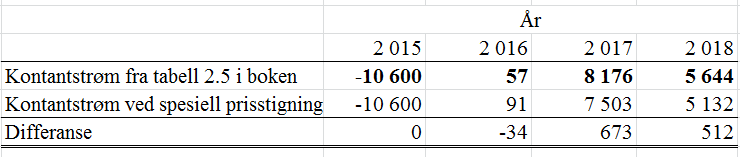 År
2 015 2 016 2 017 2 018
Kontantstrøm fra tabell 2.5 i boken -10 600 57 8 176 5 644
Kontantstrøm ved spesiell prisstigning -10 600 91 7 503 5 132
Differanse 0 -34 673 512